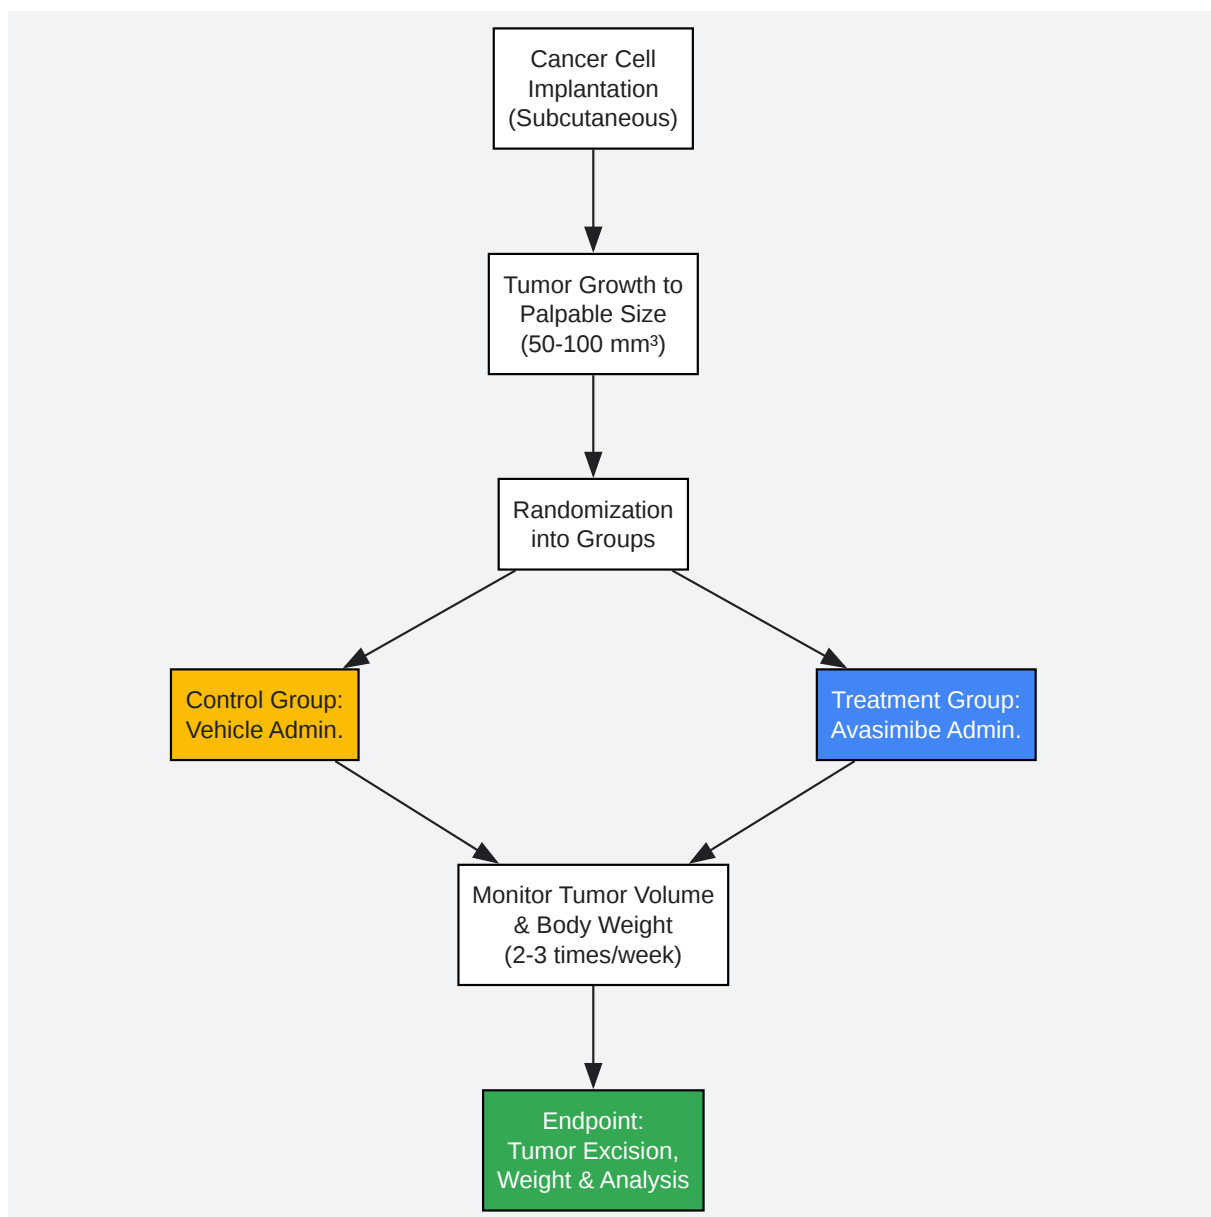 Cancer Cell
Implantation
(Subcutaneous)
Tumor Growth to
Palpable Size
(50-100 mm³)
Randomization
into Groups
Control Group:
Vehicle Admin.
Treatment Group:
Avasimibe Admin.
Monitor Tumor Volume
& Body Weight
(2-3 times/week)
Endpoint:
Tumor Excision,
Weight & Analysis